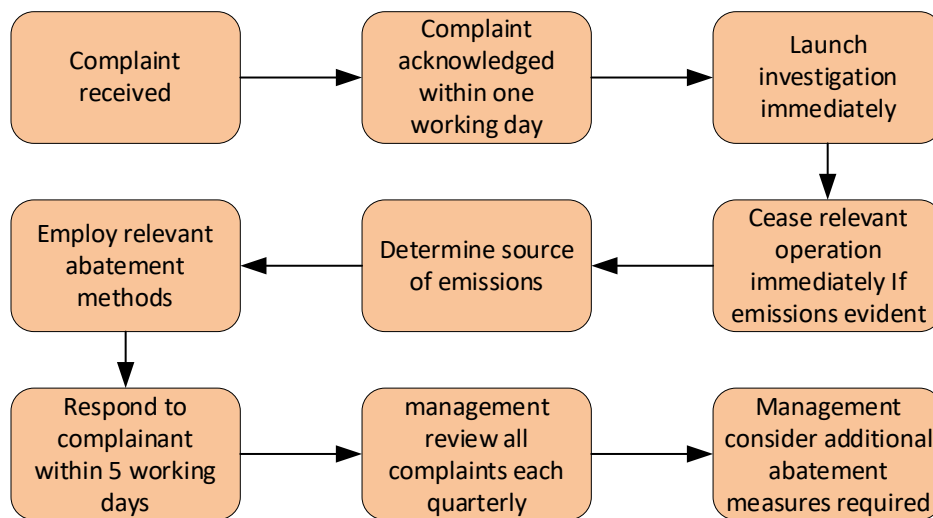 Complaint
received
Complaint
acknowledged
within one
working day
Launch
investigation
immediately
Cease relevant
operation
immediately If
emissions evident
Determine source
of emissions
Employ relevant
abatement
methods
Respond to
complainant
within 5 working
days
management
review all
complaints each
quarterly
Management
consider additional
abatement
measures required